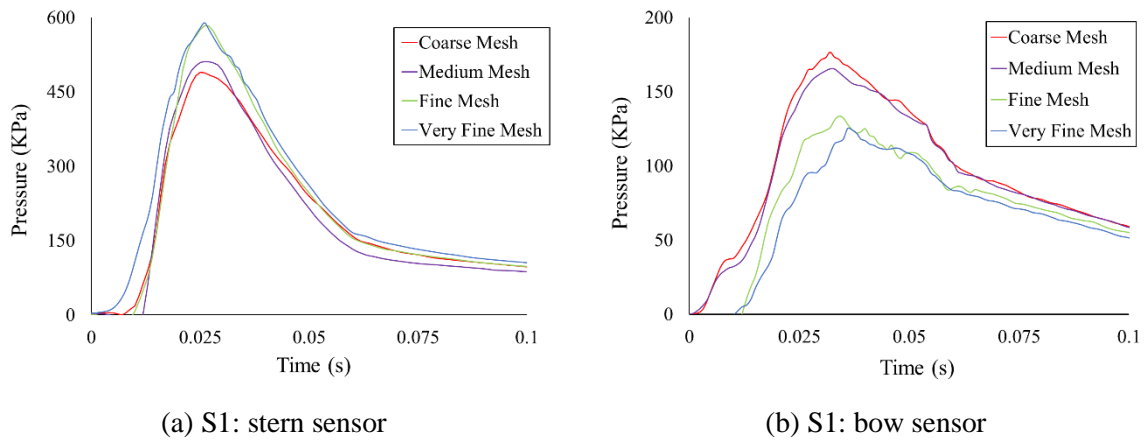 600
450
300
150
0
Pressure (KPa)
0
0.025
0.05
0.075
0.1
Time (s)
Coarse Mesh
Medium Mesh
Fine Mesh
Very Fine Mesh
(a) S1: stern sensor
200
150
100
50
0
Pressure (KPa)
0
0.025
0.05
0.075
0.1
Time (s)
Coarse Mesh
Medium Mesh
Fine Mesh
Very Fine Mesh
(b) S1: bow sensor